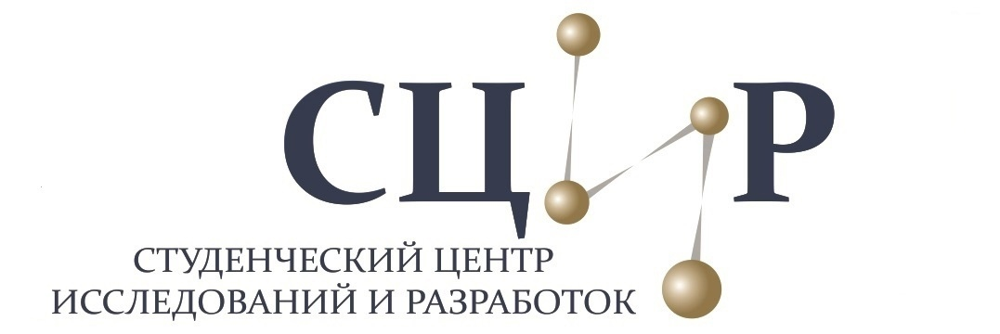 СЦИР
СТУДЕНЧЕСКИЙ ЦЕНТР
ИССЛЕДОВАНИЙ И РАЗРАБОТОК